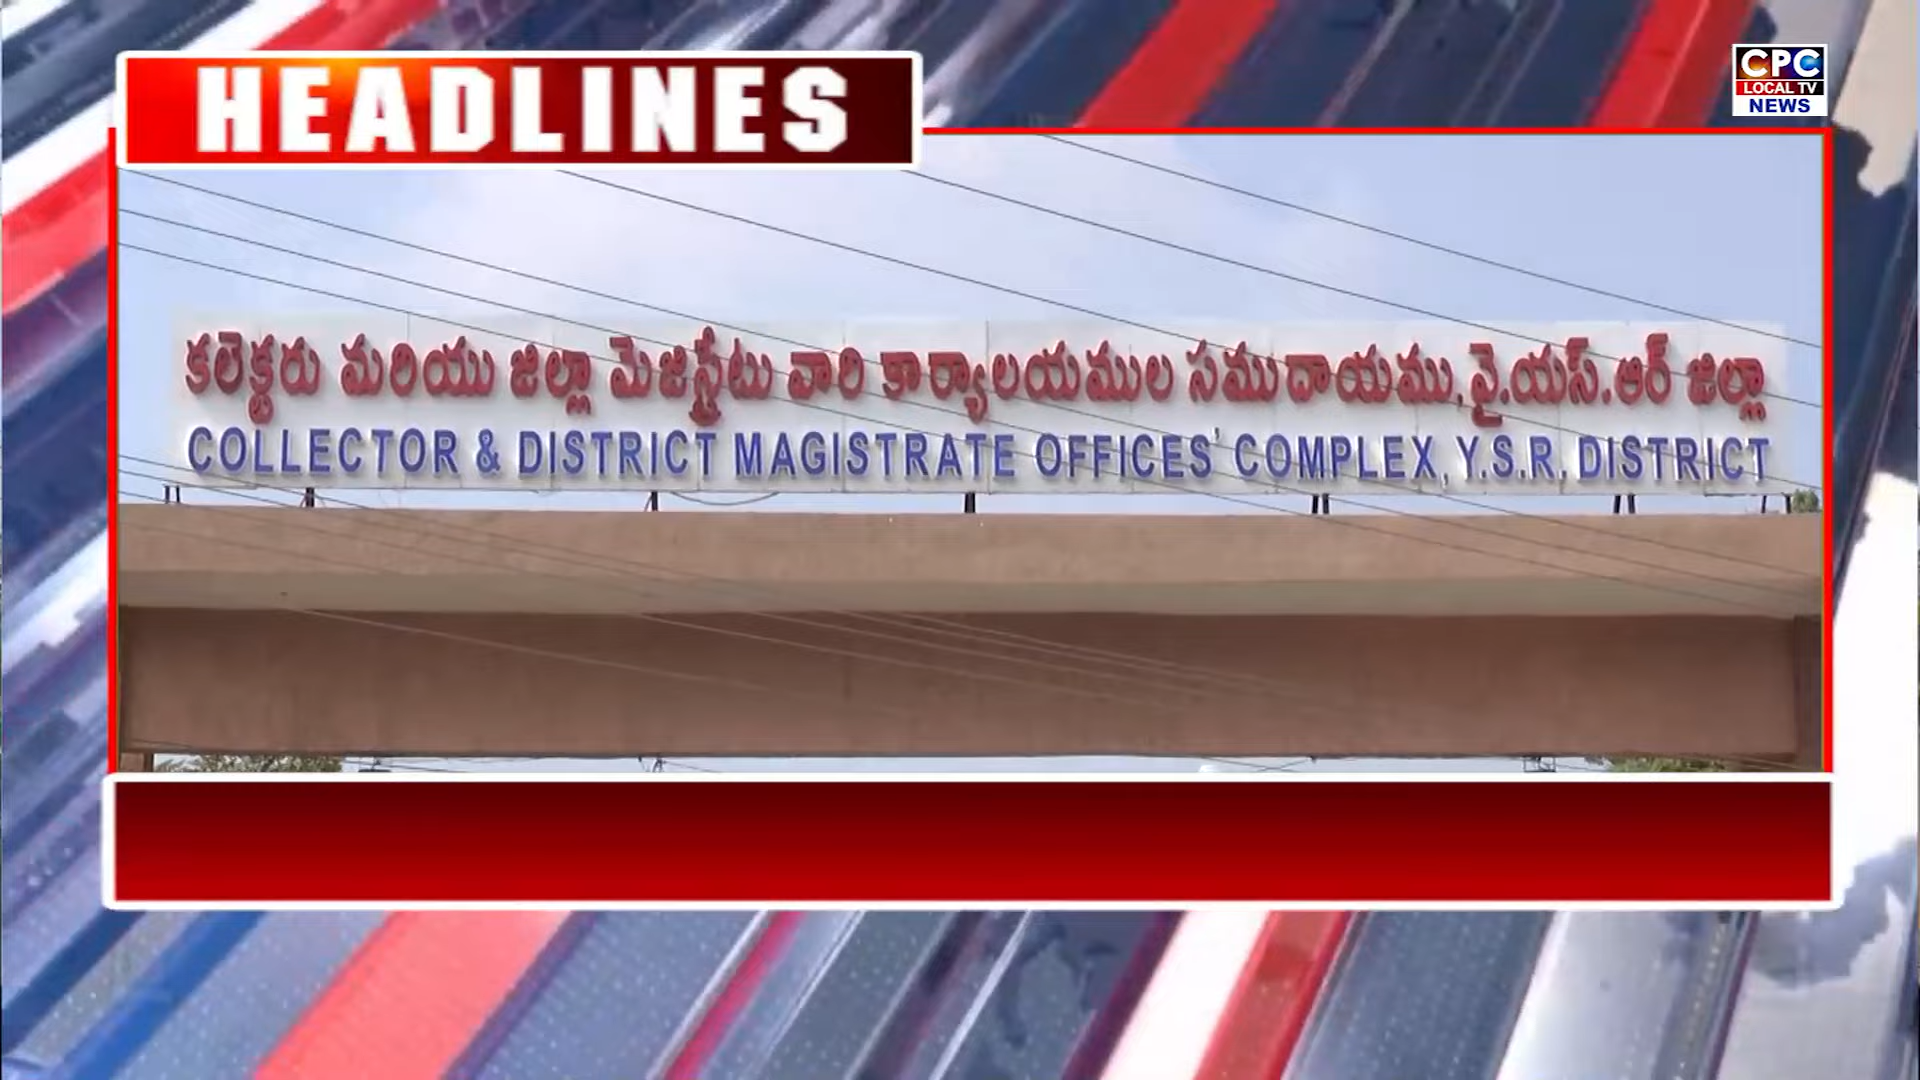 HEADLINES
CPC
LOCAL TV
NEWS
కలెక్టరు మరియు జిల్లా మెజిస్ట్రేటు వారి కార్యాలయముల సముదాయము, వై.యస్.ఆర్ జిల్లా
COLLECTOR & DISTRICT MAGISTRATE OFFICES' COMPLEX, Y.S.R. DISTRICT